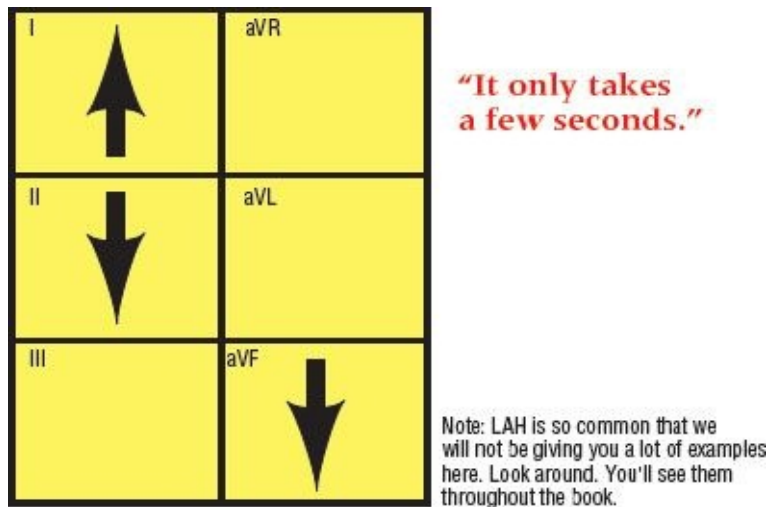 I
aVR
“It only takes
a few seconds.”
II
aVL
III
aVF
Note: LAH is so common that we
will not be giving you a lot of examples
here. Look around. You'll see them
throughout the book.